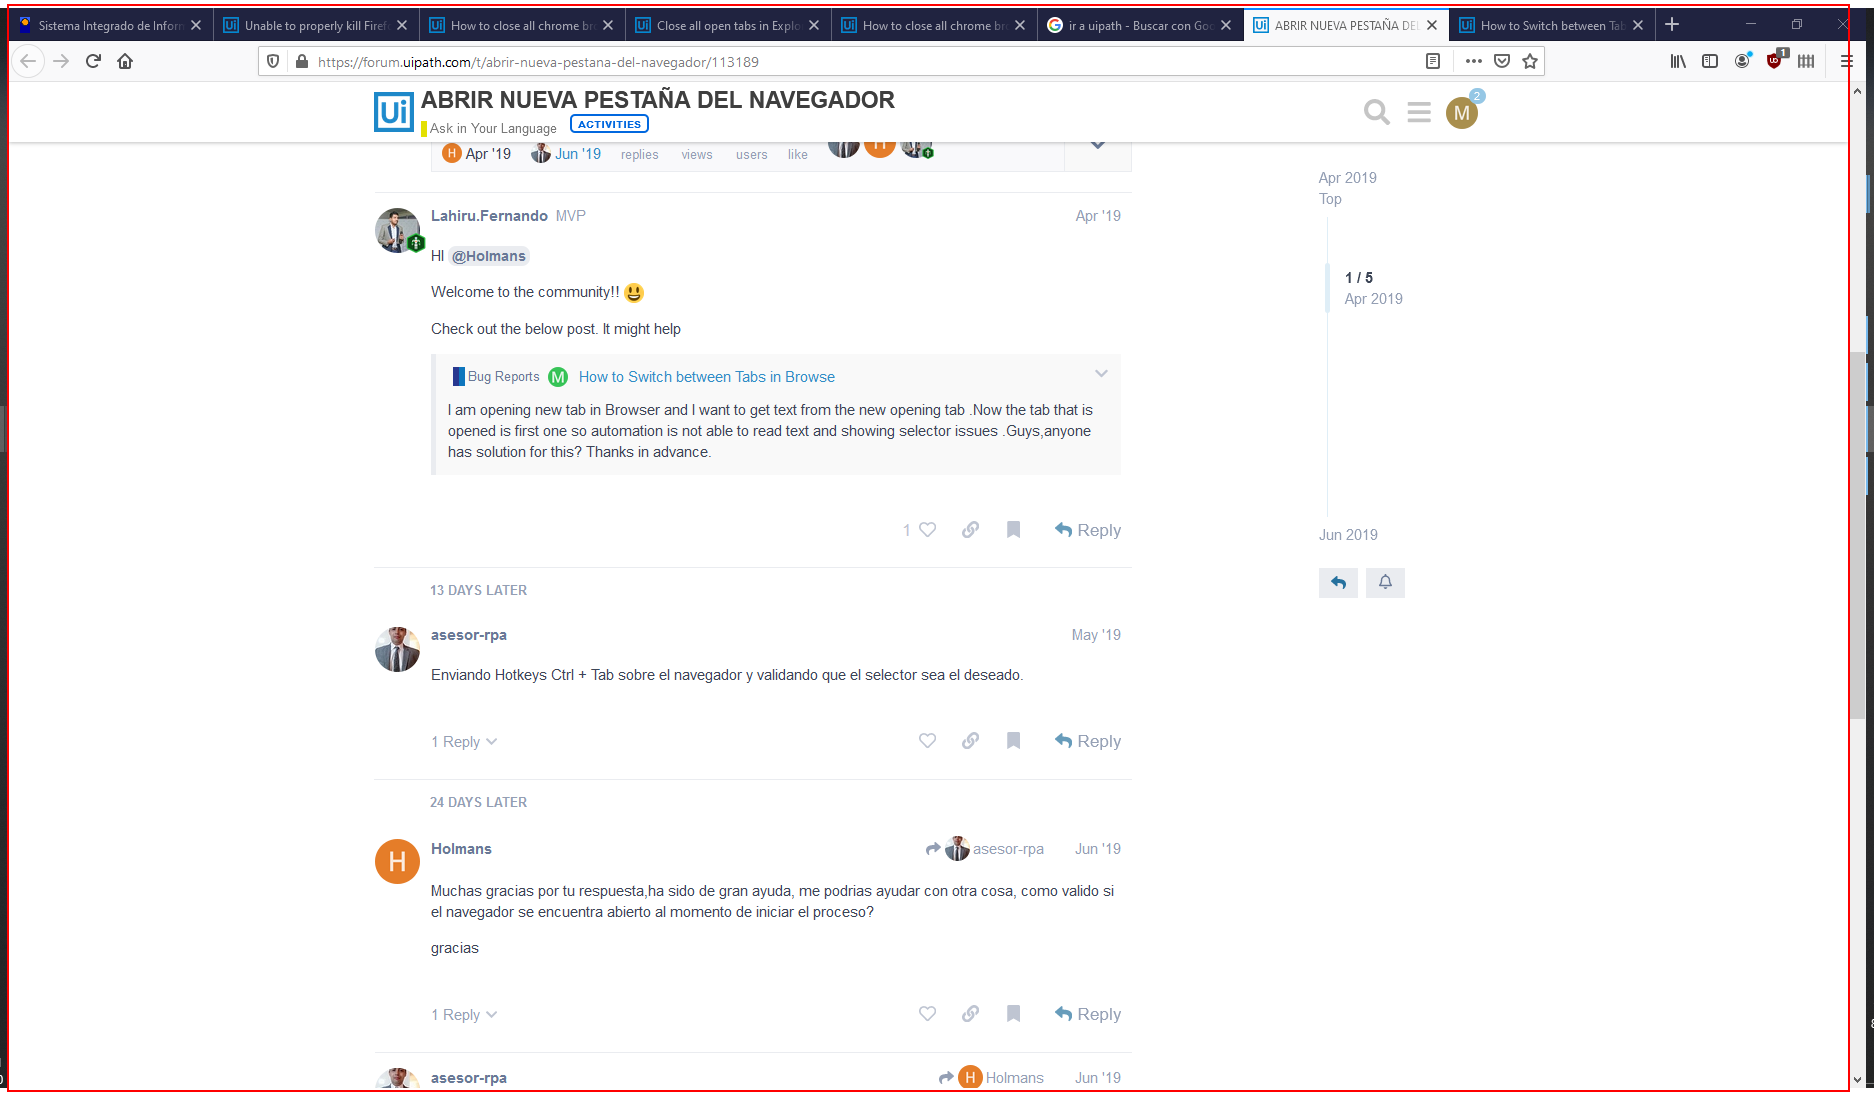 Sistema Integrado de Inform
Unable to properly kill Firef
How to close all chrome br
Close all open tabs in Explo
How to close all chrome br
ir a uipath - Buscar con Goo
ABRIR NUEVA PESTAÑA DE
How to Switch between Tab
https://forum.uipath.com/t/abrir-nueva-pestana-del-navegador/113189
1
Ui ABRIR NUEVA PESTAÑA DEL NAVEGADOR
Ask in Your Language ACTIVITIES
M 2
H Apr '19 Jun '19 replies views users like
Apr 2019
Top
Lahiru.Fernando MVP Apr '19
HI @Holmans
1 / 5
Apr 2019
Welcome to the community!!
Check out the below post. It might help
Bug Reports M How to Switch between Tabs in Browse
I am opening new tab in Browser and I want to get text from the new opening tab .Now the tab that is
opened is first one so automation is not able to read text and showing selector issues .Guys,anyone
has solution for this? Thanks in advance.
1 Reply
Jun 2019
13 DAYS LATER
asesor-rpa May '19
Enviando Hotkeys Ctrl + Tab sobre el navegador y validando que el selector sea el deseado.
1 Reply Reply
24 DAYS LATER
H Holmans asesor-rpa Jun '19
Muchas gracias por tu respuesta,ha sido de gran ayuda, me podrias ayudar con otra cosa, como valido si
el navegador se encuentra abierto al momento de iniciar el proceso?
gracias
1 Reply Reply
asesor-rpa H Holmans Jun '19